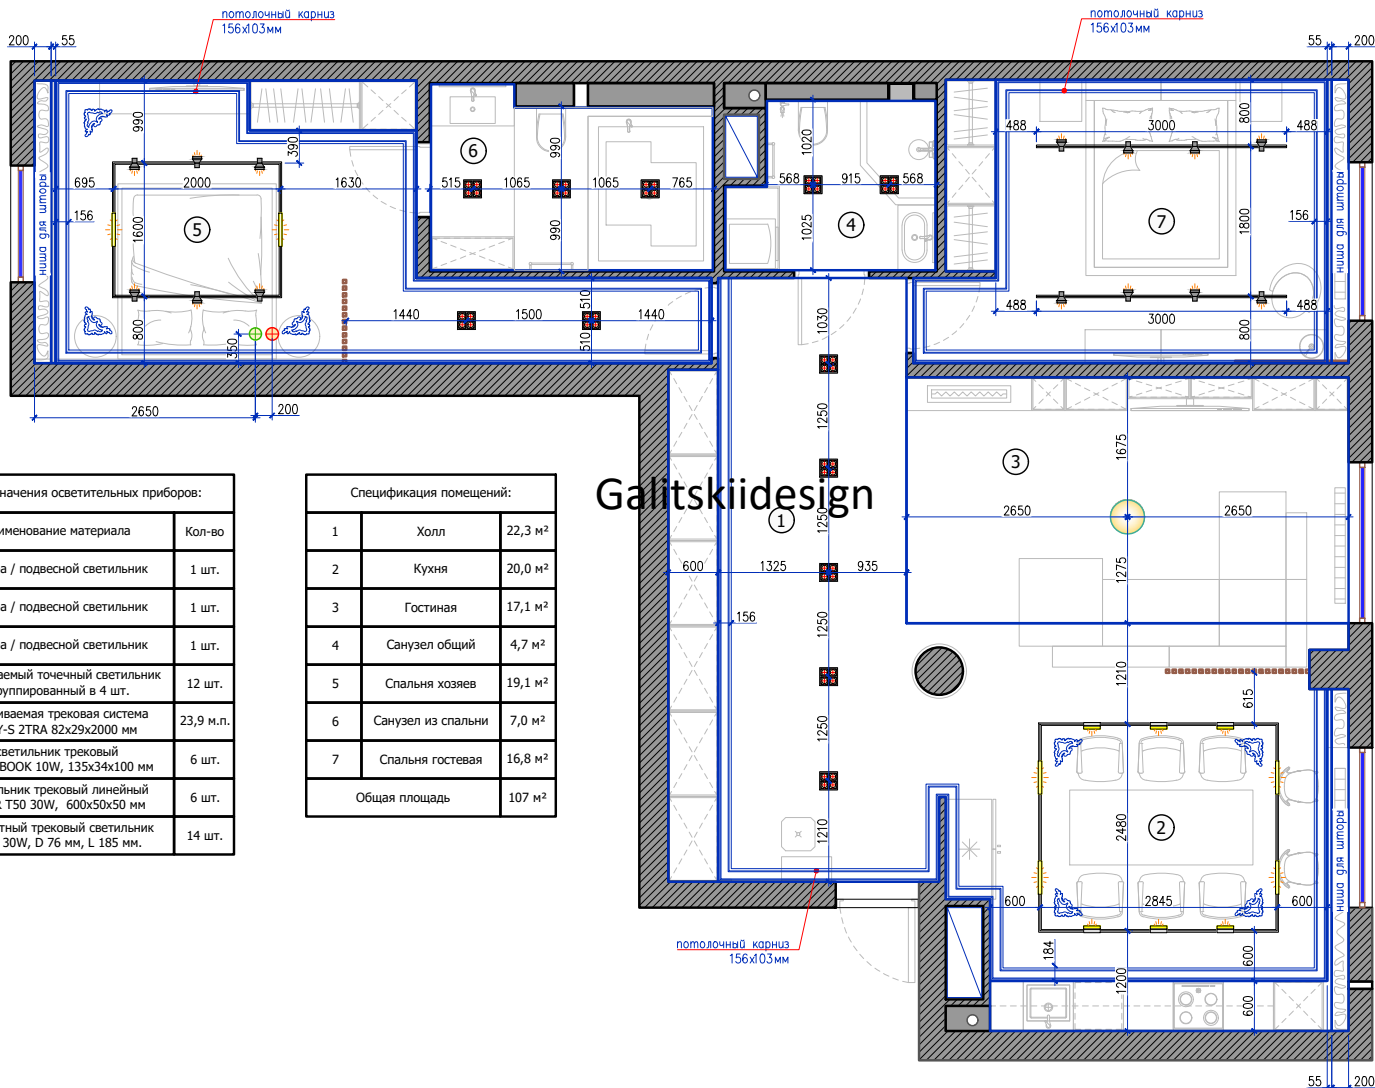 потолочный карниз
156х103мм
потолочный карниз
156х103мм
200
55
55
200
990
390
695
2000
1630
156
1600
5
ниша для шторы
800
350
2650
200
1440
1500
1440
510
510
6
515
1065
1065
765
990
990
1020
568
915
568
1025
4
488
3000
488
800
7
1800
156
ниша для шторы
488
3000
488
800
1030
1250
1250
1250
1250
1210
1
600
1325
935
156
Galitskiidesign
3
1675
2650
2650
1275
1210
615
2
2480
600
2845
600
184
1200
600
600
ниша для шторы
55
200
потолочный карниз
156х103мм
начения осветительных приборов:
именование материала Кол-во
а / подвесной светильник 1 шт.
а / подвесной светильник 1 шт.
а / подвесной светильник 1 шт.
аемый точечный светильник
руппированный в 4 шт. 12 шт.
иваемая трековая система
Y-S 2TRA 82x29x2000 мм 23,9 м.п.
светильник трековый
BOOK 10W, 135x34x100 мм 6 шт.
льник трековый линейный
T50 30W, 600x50x50 мм 6 шт.
тный трековый светильник
30W, D 76 мм, L 185 мм. 14 шт.
Спецификация помещений:
1 Холл 22,3 м²
2 Кухня 20,0 м²
3 Гостиная 17,1 м²
4 Санузел общий 4,7 м²
5 Спальня хозяев 19,1 м²
6 Санузел из спальни 7,0 м²
7 Спальня гостевая 16,8 м²
Общая площадь 107 м²